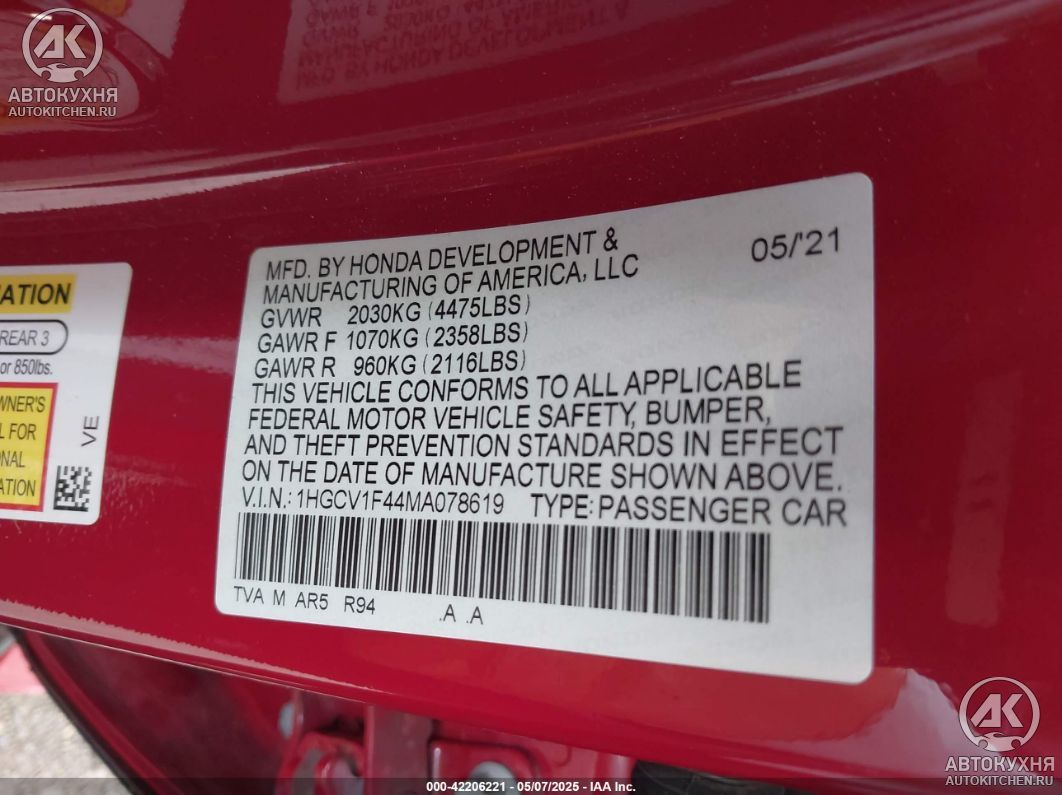 AK
АВТОКУХНЯ
AUTOKITCHEN.RU
MFD. BY HONDA DEVELOPMENT &
MANUFACTURING OF AMERICA, LLC
05/'21
GVWR 2030KG (4475LBS)
GAWR F 1070KG (2358LBS)
GAWR R 960KG (2116LBS)
THIS VEHICLE CONFORMS TO ALL APPLICABLE
FEDERAL MOTOR VEHICLE SAFETY, BUMPER,
AND THEFT PREVENTION STANDARDS IN EFFECT
ON THE DATE OF MANUFACTURE SHOWN ABOVE.
V.I.N.: 1HGCV1F44MA078619 TYPE: PASSENGER CAR
TVA M AR5 R94 .A .A
REAR 3
or 850lbs.
VE
AK
АВТОКУХНЯ
AUTOKITCHEN.RU
000-42206221 - 05/07/2025 - IAA Inc.